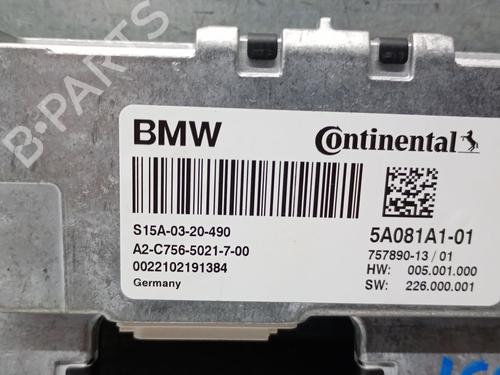 B-PARTS
BMW
Continental
S15A-03-20-490
A2-C756-5021-7-00
0022102191384
Germany
5A081A1-01
757890-13 / 01
HW: 005.001.000
SW: 226.000.001